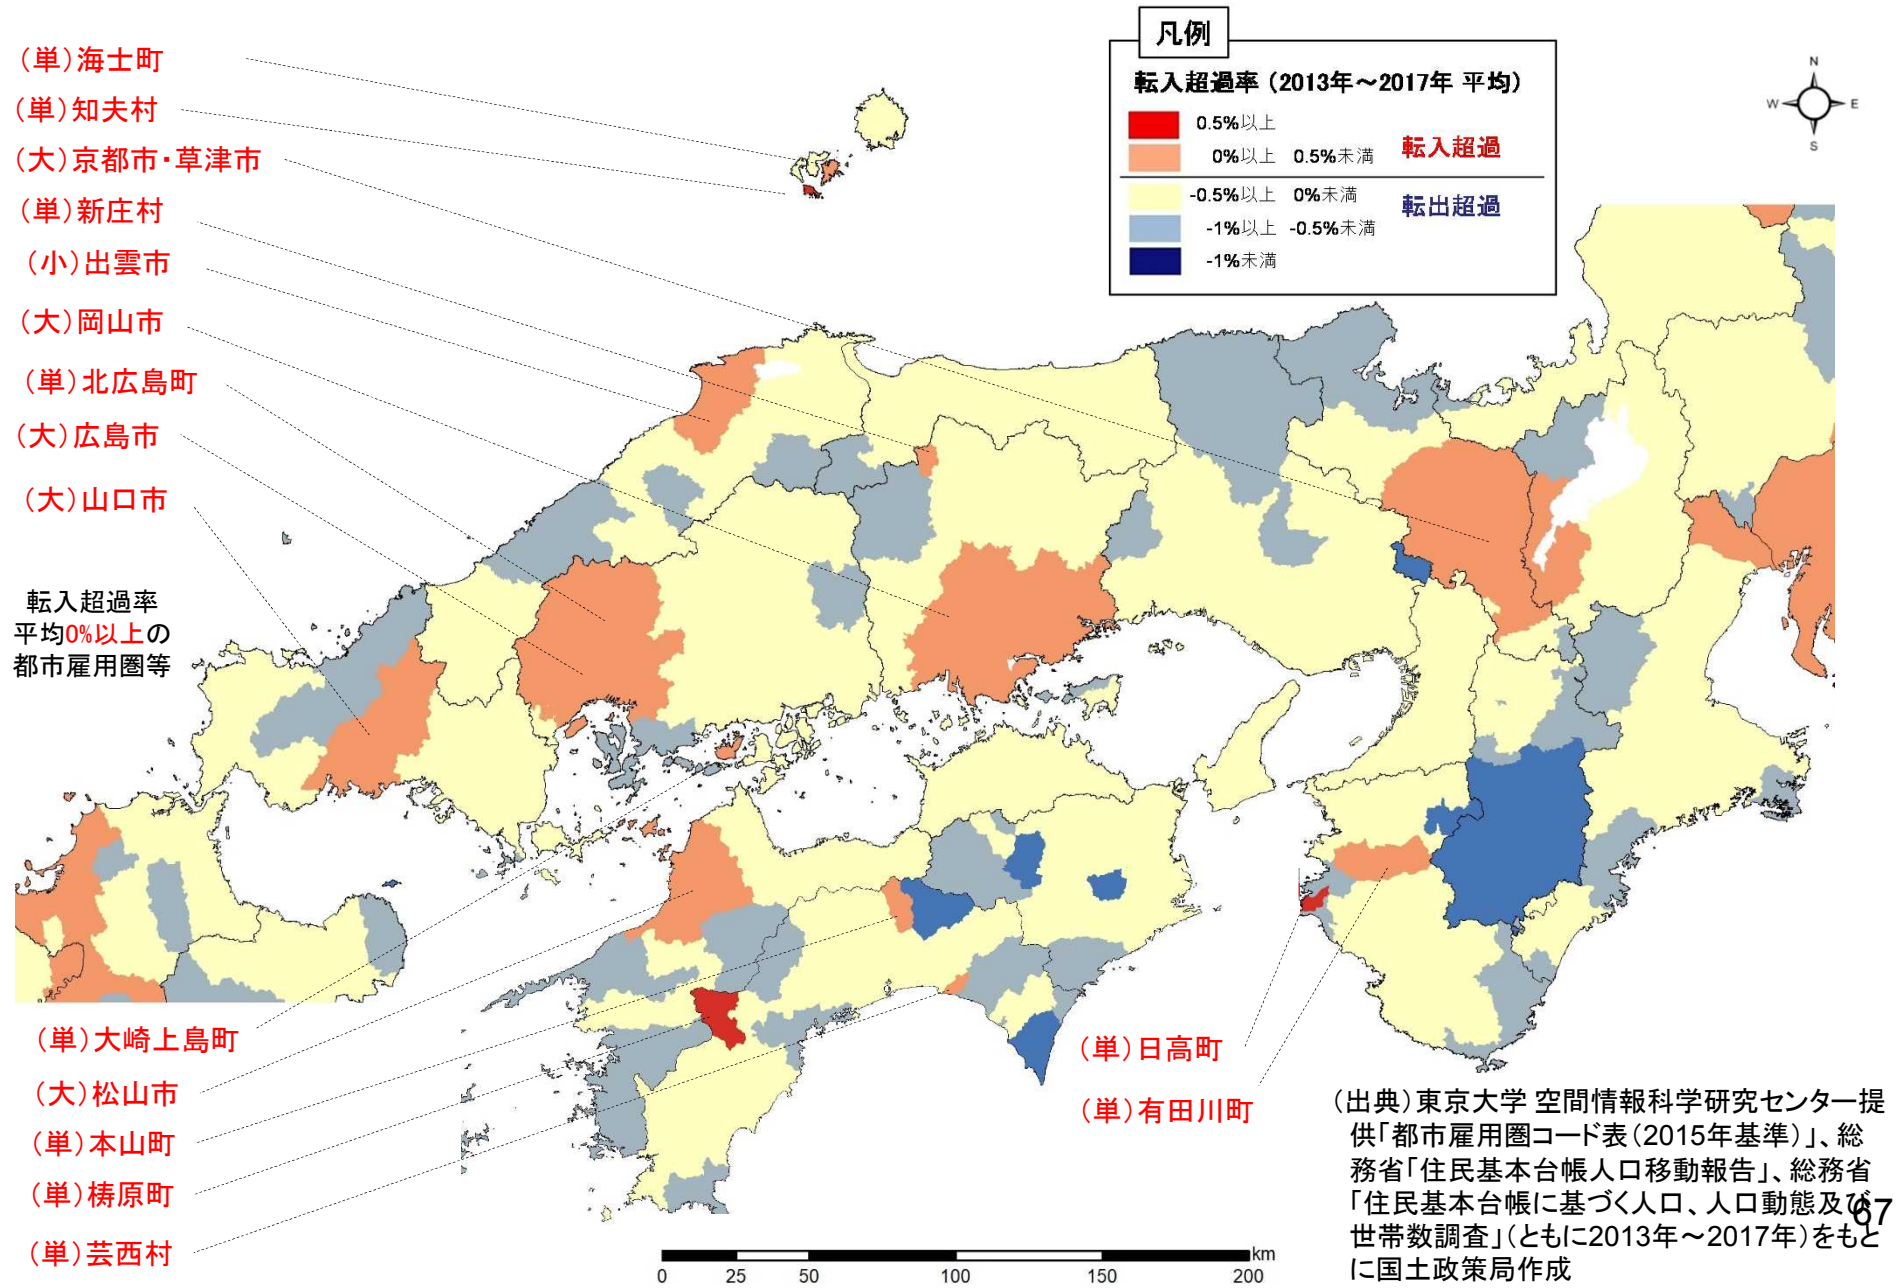 (単)海士町
(単)知夫村
(大)京都市・草津市
(単)新庄村
(小)出雲市
(大)岡山市
(単)北広島町
(大)広島市
(大)山口市
転入超過率
平均0%以上の
都市雇用圏等
凡例
転入超過率（2013年～2017年 平均）
0.5%以上
0%以上 0.5%未満 転入超過
-0.5%以上 0%未満 転出超過
-1%以上 -0.5%未満
-1%未満
N
W E
S
(単)大崎上島町
(大)松山市
(単)本山町
(単)梼原町
(単)芸西村
(単)日高町
(単)有田川町
(出典)東京大学 空間情報科学研究センター提
供「都市雇用圏コード表(2015年基準)」、総
務省「住民基本台帳人口移動報告」、総務省
「住民基本台帳に基づく人口、人口動態及び
世帯数調査」(ともに2013年～2017年)をもと
に国土政策局作成
67
km
0 25 50 100 150 200